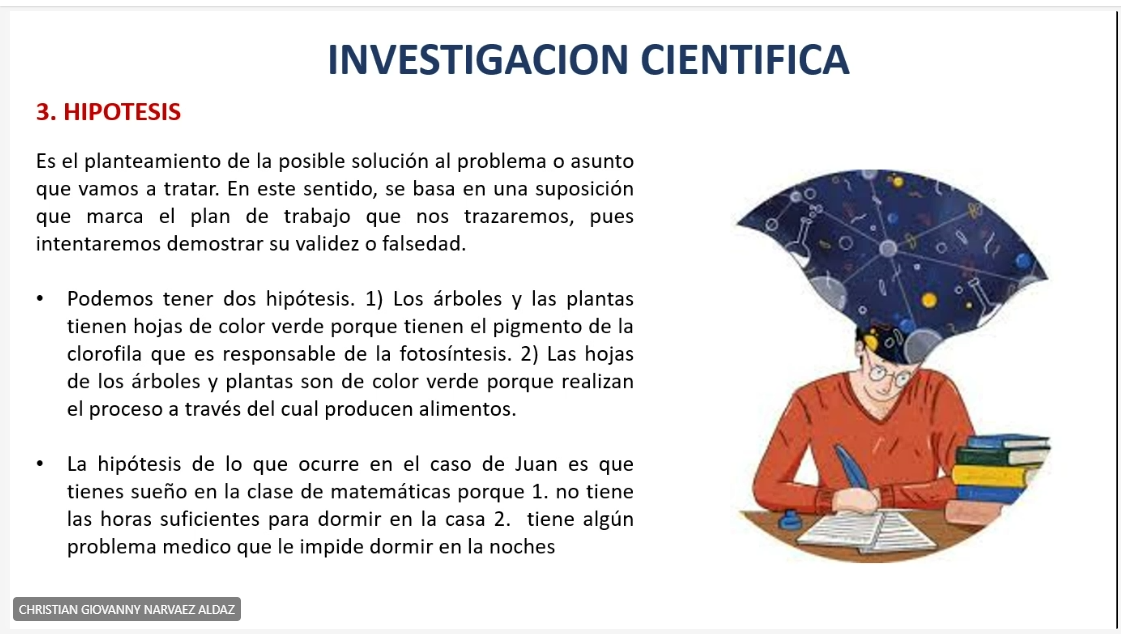 INVESTIGACION CIENTIFICA
3. HIPOTESIS
Es el planteamiento de la posible solución al problema o asunto
que vamos a tratar. En este sentido, se basa en una suposición
que marca el plan de trabajo que nos trazaremos, pues
intentaremos demostrar su validez o falsedad.
• Podemos tener dos hipótesis. 1) Los árboles y las plantas
tienen hojas de color verde porque tienen el pigmento de la
clorofila que es responsable de la fotosíntesis. 2) Las hojas
de los árboles y plantas son de color verde porque realizan
el proceso a través del cual producen alimentos.
• La hipótesis de lo que ocurre en el caso de Juan es que
tienes sueño en la clase de matemáticas porque 1. no tiene
las horas suficientes para dormir en la casa 2. tiene algún
problema medico que le impide dormir en la noches
CHRISTIAN GIOVANNY NARVAEZ ALDAZ